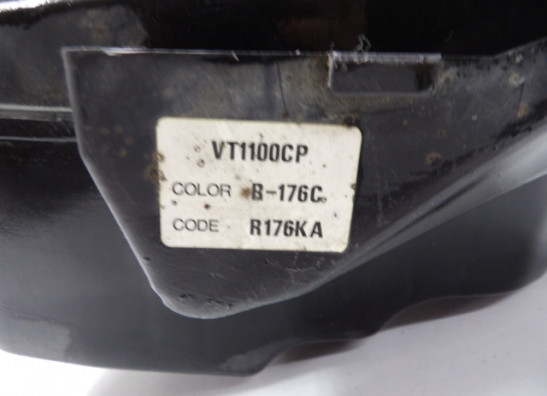 VT1100CP
COLOR R-176C
CODE R176KA